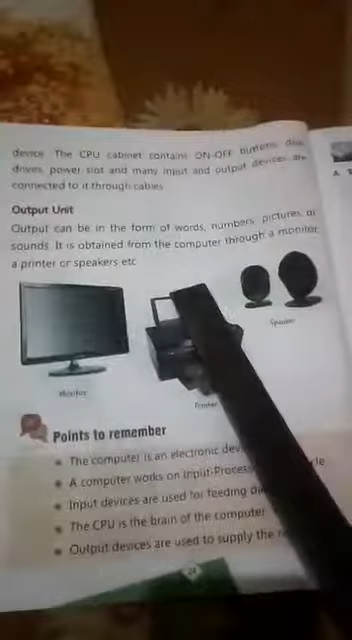 device. The CPU cabinet contains ON-OFF buttons, disk
drives, power slot and many input and output devices are
connected to it through cables.
Output Unit
Output can be in the form of words, numbers, pictures or
sounds. It is obtained from the computer through a monitor,
a printer or speakers etc.
Speaker
Monitor
Printer
Points to remember
The computer is an electronic
A computer works on Input-Process
Input devices are used for feeding
The CPU is the brain of the computer
Output devices are used to supply the
24